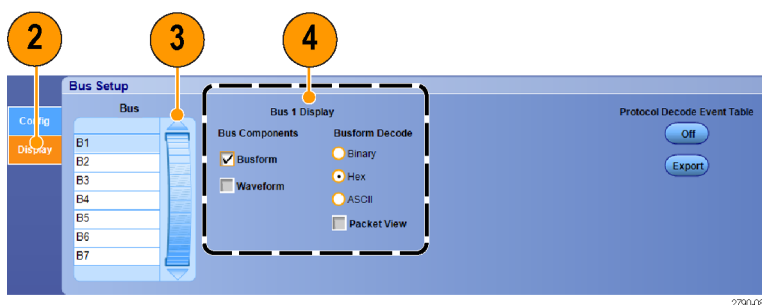 2 3 4
Bus Setup
Config
Display
Bus
B1
B2
B3
B4
B5
B6
B7
Bus 1 Display
Bus Components
Busform
Waveform
Busform Decode
Binary
Hex
ASCII
Packet View
Protocol Decode Event Table
Off
Export